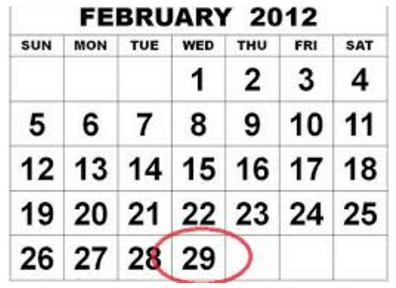 FEBRUARY 2012
SUN MON TUE WED THU FRI SAT
1 2 3 4
5 6 7 8 9 10 11
12 13 14 15 16 17 18
19 20 21 22 23 24 25
26 27 28 29